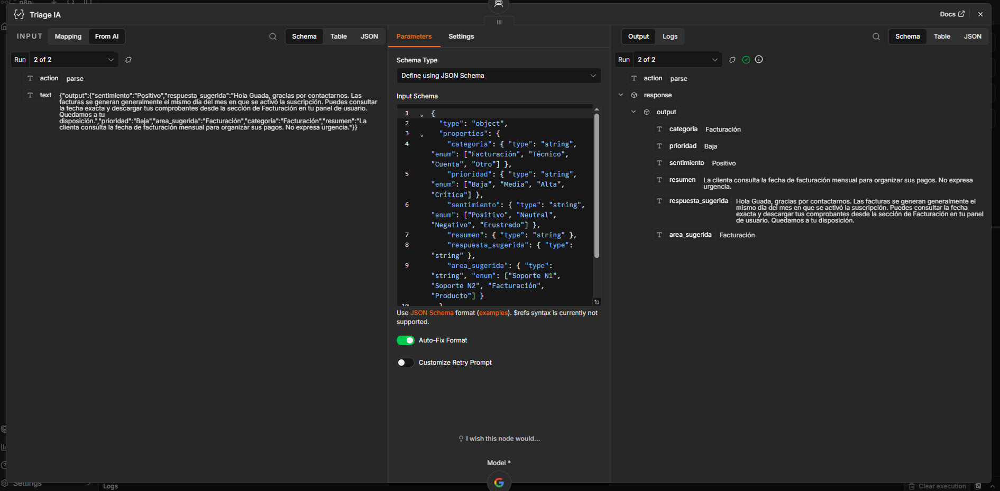 n8n
Triage IA
Docs
INPUT
Mapping
From AI
Schema
Table
JSON
Run
2 of 2
action
parse
text
{"output":{"sentimiento":"Positivo","respuesta_sugerida":"Hola Guada, gracias por contactarnos. Las
facturas se generan generalmente el mismo día del mes en que se activó la suscripción. Puedes consultar
la fecha exacta y descargar tus comprobantes desde la sección de Facturación en tu panel de usuario.
Quedamos a tu
disposición.","prioridad":"Baja","area_sugerida":"Facturación","categoria":"Facturación","resumen":"La
clienta consulta la fecha de facturación mensual para organizar sus pagos. No expresa urgencia."}}
Parameters
Settings
Schema Type
Define using JSON Schema
Input Schema
1 {
2 "type": "object",
3 "properties": {
4 "categoria": { "type": "string",
"enum": ["Facturación", "Técnico",
"Cuenta", "Otro"] },
5 "prioridad": { "type": "string",
"enum": ["Baja", "Media", "Alta",
"Crítica"] },
6 "sentimiento": { "type": "string",
"enum": ["Positivo", "Neutral",
"Negativo", "Frustrado"] },
7 "resumen": { "type": "string" },
8 "respuesta_sugerida": { "type":
"string" },
9 "area_sugerida": { "type":
"string", "enum": ["Soporte N1",
"Soporte N2", "Facturación",
"Producto"] }
10 }
Use JSON Schema format (examples). $refs syntax is currently not
supported.
Auto-Fix Format
Customize Retry Prompt
I wish this node would...
Model *
Output
Logs
Schema
Table
JSON
Run
2 of 2
action
parse
response
output
categoria
Facturación
prioridad
Baja
sentimiento
Positivo
resumen
La clienta consulta la fecha de facturación mensual para organizar sus pagos. No expresa
urgencia.
respuesta_sugerida
Hola Guada, gracias por contactarnos. Las facturas se generan generalmente el
mismo día del mes en que se activó la suscripción. Puedes consultar la fecha
exacta y descargar tus comprobantes desde la sección de Facturación en tu panel
de usuario. Quedamos a tu disposición.
area_sugerida
Facturación
Settings
Logs
Clear execution